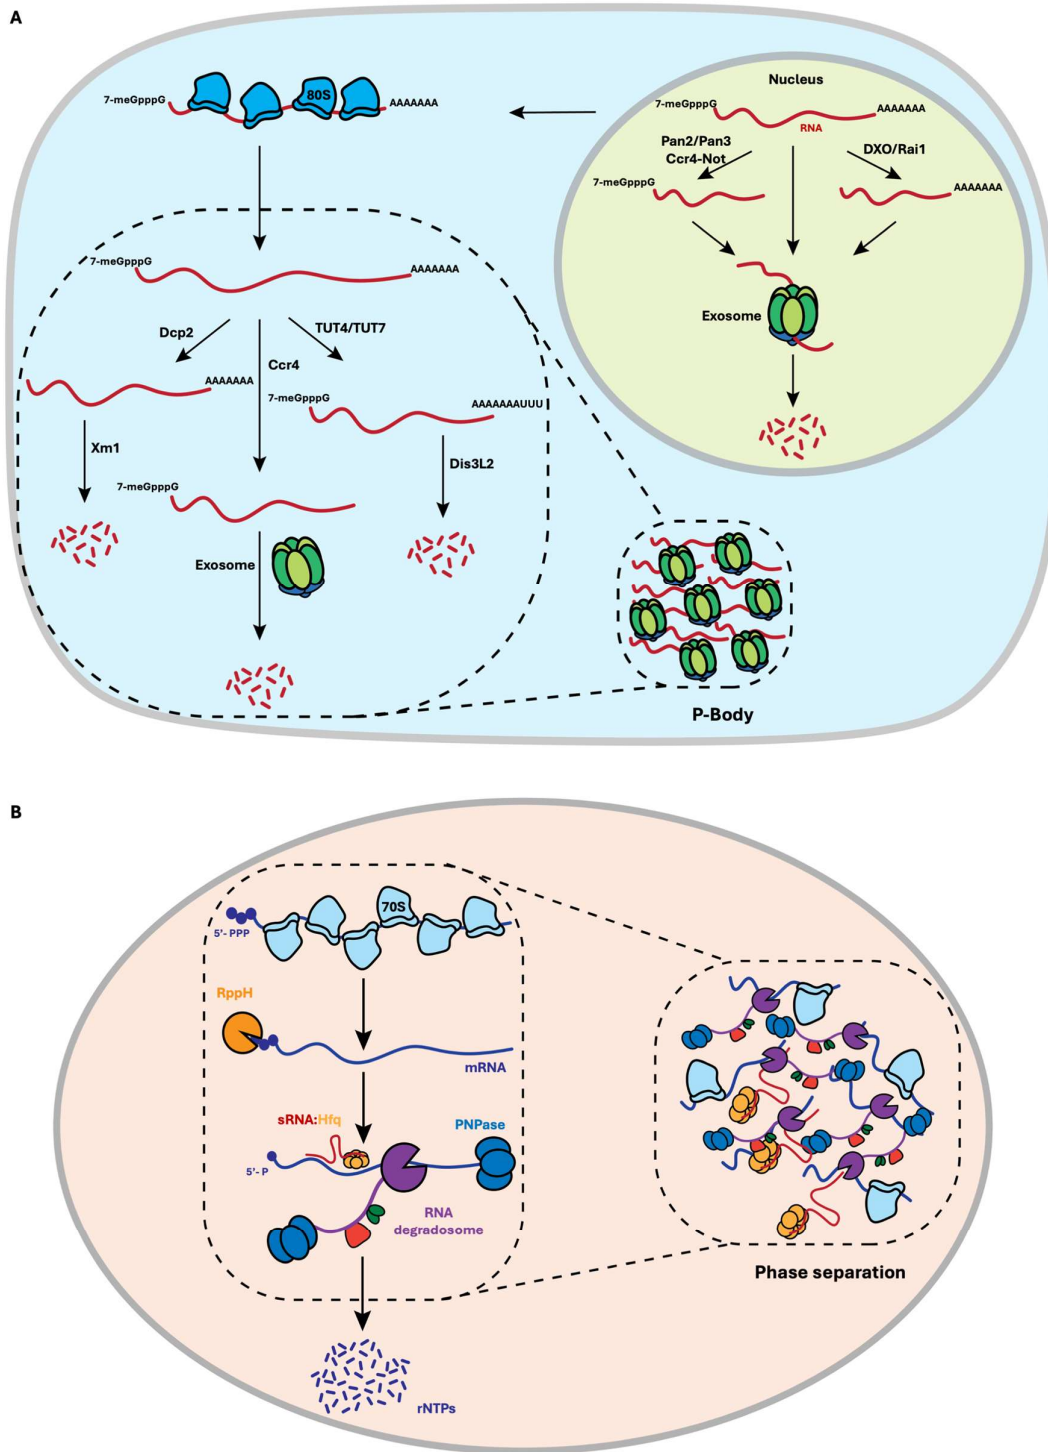 A
Nucleus
7-meGpppG
AAAAAAA
RNA
Pan2/Pan3
Ccr4-Not
DXO/Rai1
7-meGpppG
AAAAAAA
Exosome
7-meGpppG
80S
AAAAAAA
7-meGpppG
AAAAAAA
Dcp2
Ccr4
TUT4/TUT7
AAAAAAA
7-meGpppG
AAAAAAAUUU
Xrn1
Dis3L2
7-meGpppG
Exosome
P-Body
B
5'- PPP
70S
RppH
mRNA
sRNA:Hfq
PNPase
5'- P
RNA
degradosome
rNTPs
Phase separation